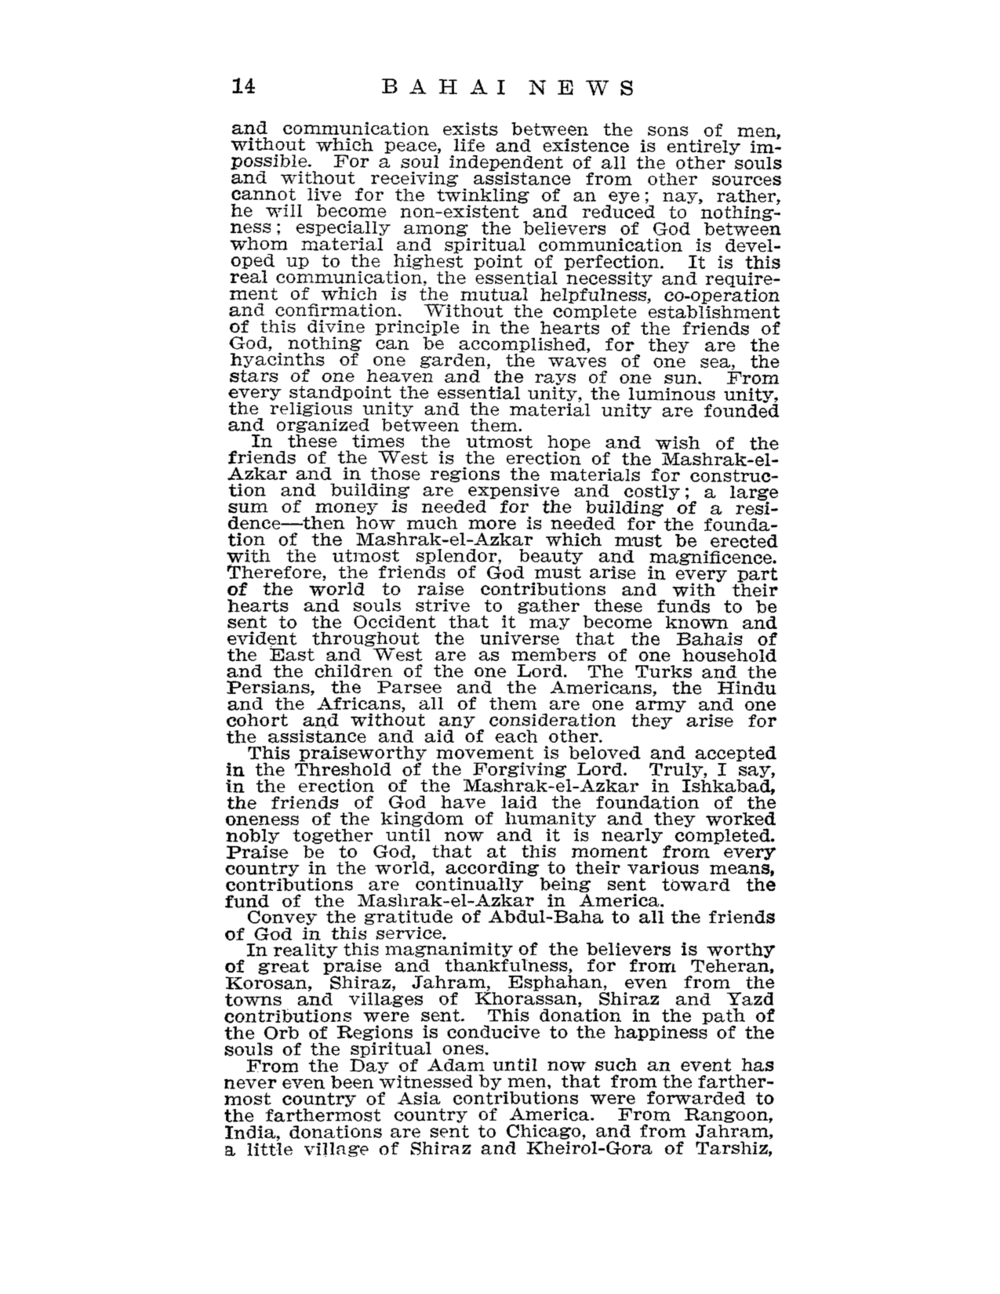 14 BAHAI NEWS
and communication exists between the sons of men,
without which peace, life and existence is entirely im-
possible. For a soul independent of all the other souls
and without receiving assistance from other sources
cannot live for the twinkling of an eye; nay, rather,
he will become non-existent and reduced to nothing-
ness; especially among the believers of God between
whom material and spiritual communication is devel-
oped up to the highest point of perfection. It is this
real communication, the essential necessity and require-
ment of which is the mutual helpfulness, co-operation
and confirmation. Without the complete establishment
of this divine principle in the hearts of the friends of
God, nothing can be accomplished, for they are the
hyacinths of one garden, the waves of one sea, the
stars of one heaven and the rays of one sun. From
every standpoint the essential unity, the luminous unity,
the religious unity and the material unity are founded
and organized between them.
In these times the utmost hope and wish of the
friends of the West is the erection of the Mashrak-el-
Azkar and in those regions the materials for construc-
tion and building are expensive and costly; a large
sum of money is needed for the building of a resi-
dence—then how much more is needed for the founda-
tion of the Mashrak-el-Azkar which must be erected
with the utmost splendor, beauty and magnificence.
Therefore, the friends of God must arise in every part
of the world to raise contributions and with their
hearts and souls strive to gather these funds to be
sent to the Occident that it may become known and
evident throughout the universe that the Bahais of
the East and West are as members of one household
and the children of the one Lord. The Turks and the
Persians, the Parsee and the Americans, the Hindu
and the Africans, all of them are one army and one
cohort and without any consideration they arise for
the assistance and aid of each other.
This praiseworthy movement is beloved and accepted
in the Threshold of the Forgiving Lord. Truly, I say,
in the erection of the Mashrak-el-Azkar in Ishkabad,
the friends of God have laid the foundation of the
oneness of the kingdom of humanity and they worked
nobly together until now and it is nearly completed.
Praise be to God, that at this moment from every
country in the world, according to their various means,
contributions are continually being sent toward the
fund of the Mashrak-el-Azkar in America.
Convey the gratitude of Abdul-Baha to all the friends
of God in this service.
In reality this magnanimity of the believers is worthy
of great praise and thankfulness, for from Teheran,
Korosan, Shiraz, Jahram, Esphahan, even from the
towns and villages of Khorassan, Shiraz and Yazd
contributions were sent. This donation in the path of
the Orb of Regions is conducive to the happiness of the
souls of the spiritual ones.
From the Day of Adam until now such an event has
never even been witnessed by men, that from the farther-
most country of Asia contributions were forwarded to
the farthermost country of America. From Rangoon,
India, donations are sent to Chicago, and from Jahram,
a little village of Shiraz and Kheirol-Gora of Tarshiz,